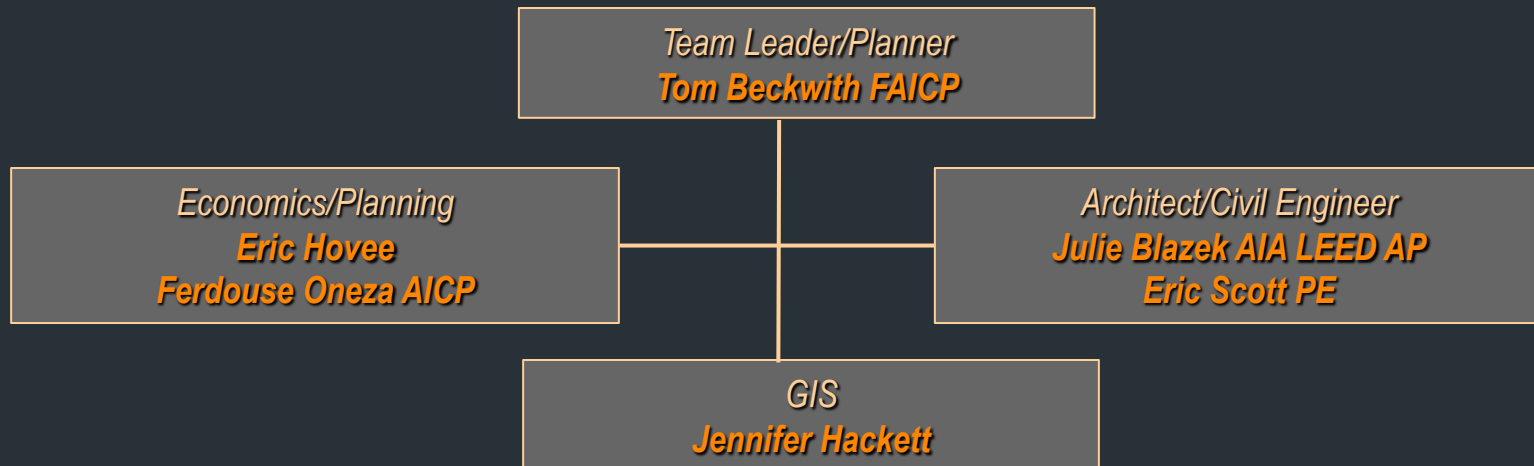 Team Leader/Planner
Tom Beckwith FAICP
Economics/Planning
Eric Hovee
Ferdouse Oneza AICP
Architect/Civil Engineer
Julie Blazek AIA LEED AP
Eric Scott PE
GIS
Jennifer Hackett